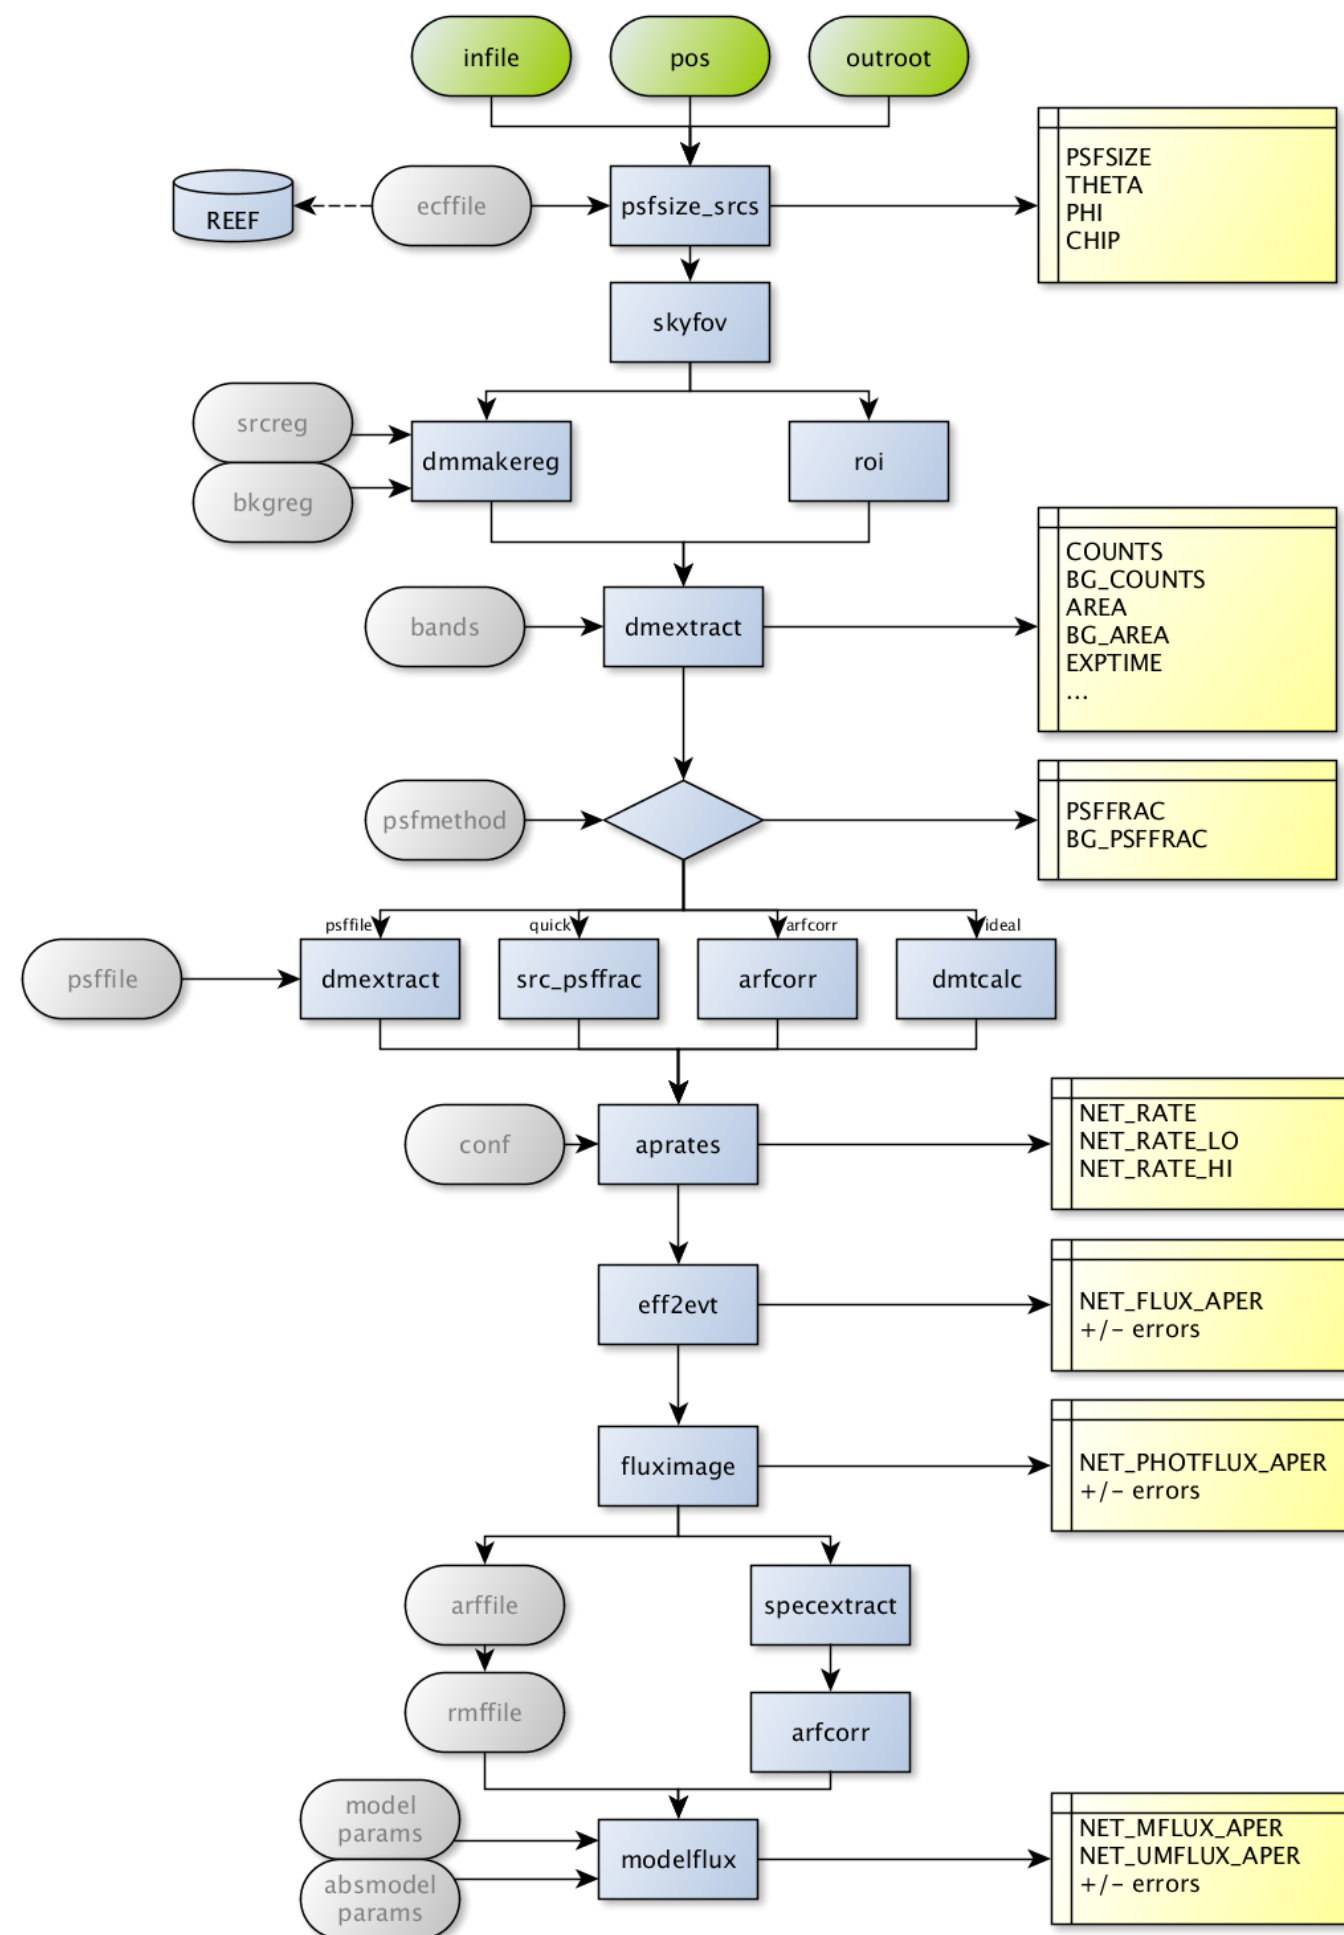 infile
pos
outroot
REEF
ecffile
psfsize_srcs
PSFSIZE
THETA
PHI
CHIP
skyfov
srcreg
bkgreg
dmmakereg
roi
COUNTS
BG_COUNTS
AREA
BG_AREA
EXPTIME
...
bands
dmextract
psfmethod
PSFFRAC
BG_PSFFRAC
psffile
quick
arfcorr
ideal
psffile
dmextract
src_psffrac
arfcorr
dmtcalc
conf
aprates
NET_RATE
NET_RATE_LO
NET_RATE_HI
eff2evt
NET_FLUX_APER
+/- errors
fluximage
NET_PHOTFLUX_APER
+/- errors
arffile
specextract
rmffile
arfcorr
model
params
absmodel
params
modelflux
NET_MFLUX_APER
NET_UMFLUX_APER
+/- errors